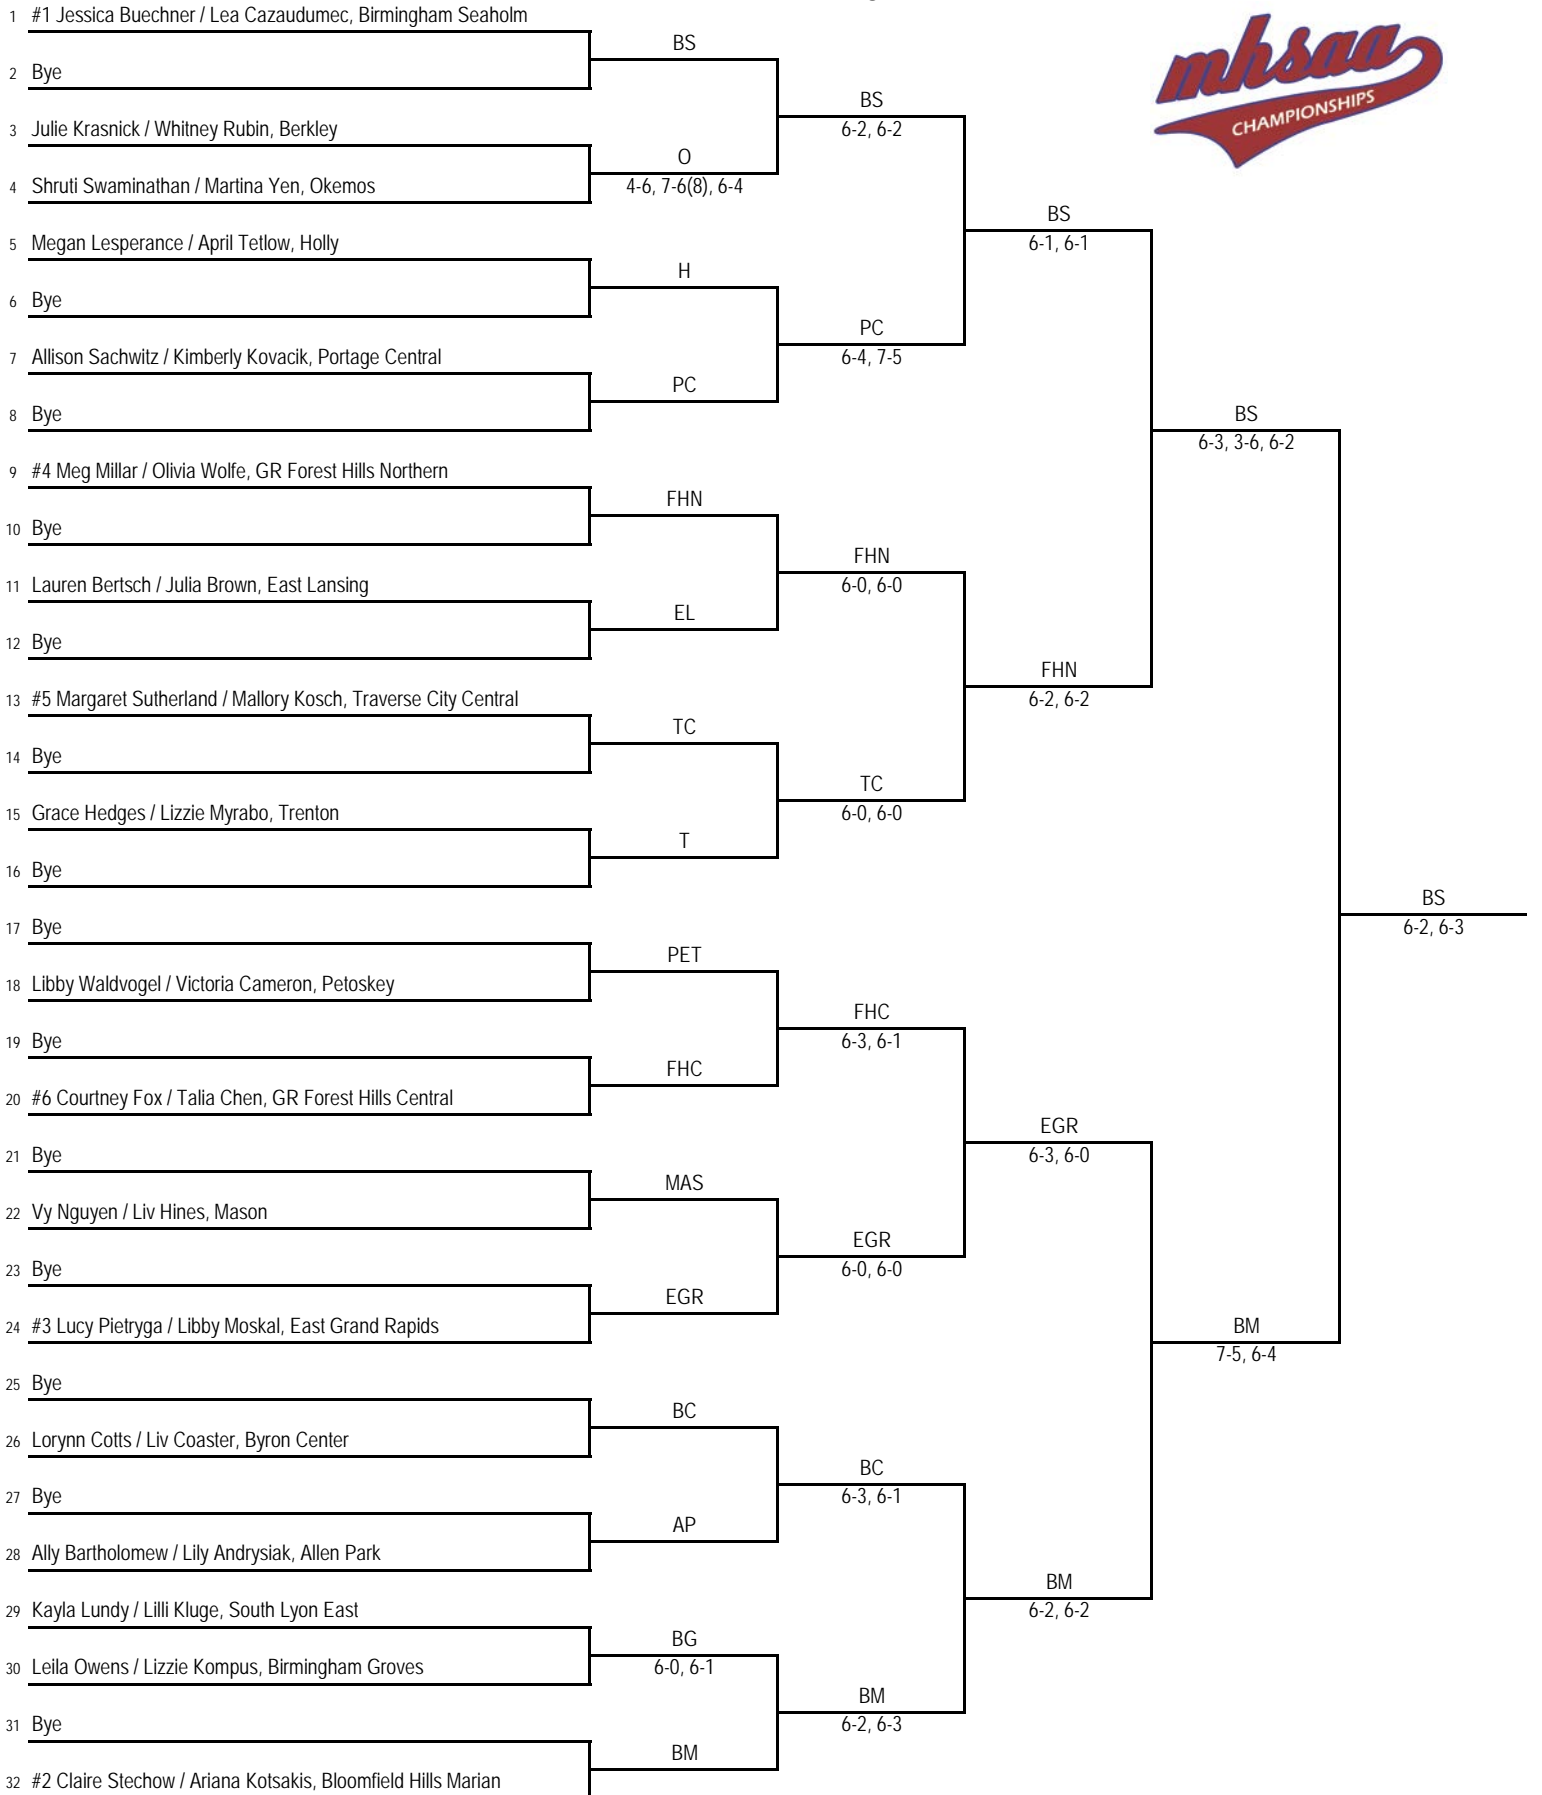 1 #1 Jessica Buechner / Lea Cazaudumec, Birmingham Seaholm
BS
2 Bye
BS
6-2, 6-2
3 Julie Krasnick / Whitney Rubin, Berkley
O
4-6, 7-6(8), 6-4
4 Shruti Swaminathan / Martina Yen, Okemos
BS
6-1, 6-1
5 Megan Lesperance / April Tetlow, Holly
H
6 Bye
PC
6-4, 7-5
7 Allison Sachwitz / Kimberly Kovacik, Portage Central
PC
8 Bye
BS
6-3, 3-6, 6-2
9 #4 Meg Millar / Olivia Wolfe, GR Forest Hills Northern
FHN
10 Bye
FHN
6-0, 6-0
11 Lauren Bertsch / Julia Brown, East Lansing
EL
12 Bye
FHN
6-2, 6-2
13 #5 Margaret Sutherland / Mallory Kosch, Traverse City Central
TC
14 Bye
TC
6-0, 6-0
15 Grace Hedges / Lizzie Myrabo, Trenton
T
16 Bye
BS
6-2, 6-3
17 Bye
PET
18 Libby Waldvogel / Victoria Cameron, Petoskey
FHC
6-3, 6-1
19 Bye
FHC
20 #6 Courtney Fox / Talia Chen, GR Forest Hills Central
EGR
6-3, 6-0
21 Bye
MAS
22 Vy Nguyen / Liv Hines, Mason
EGR
6-0, 6-0
23 Bye
EGR
24 #3 Lucy Pietryga / Libby Moskal, East Grand Rapids
BM
7-5, 6-4
25 Bye
BC
26 Lorynn Cotts / Liv Coaster, Byron Center
BC
6-3, 6-1
27 Bye
AP
28 Ally Bartholomew / Lily Andrysiak, Allen Park
BM
6-2, 6-2
29 Kayla Lundy / Lilli Kluge, South Lyon East
BG
6-0, 6-1
30 Leila Owens / Lizzie Kompus, Birmingham Groves
BM
6-2, 6-3
31 Bye
BM
32 #2 Claire Stechow / Ariana Kotsakis, Bloomfield Hills Marian
mhsaa
CHAMPIONSHIPS